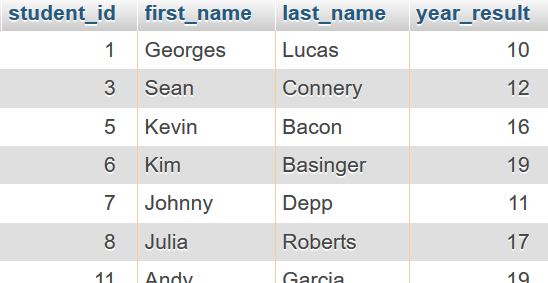 student_id first_name last_name year_result
1 Georges Lucas 10
3 Sean Connery 12
5 Kevin Bacon 16
6 Kim Basinger 19
7 Johnny Depp 11
8 Julia Roberts 17
11 Andy Garcia 19